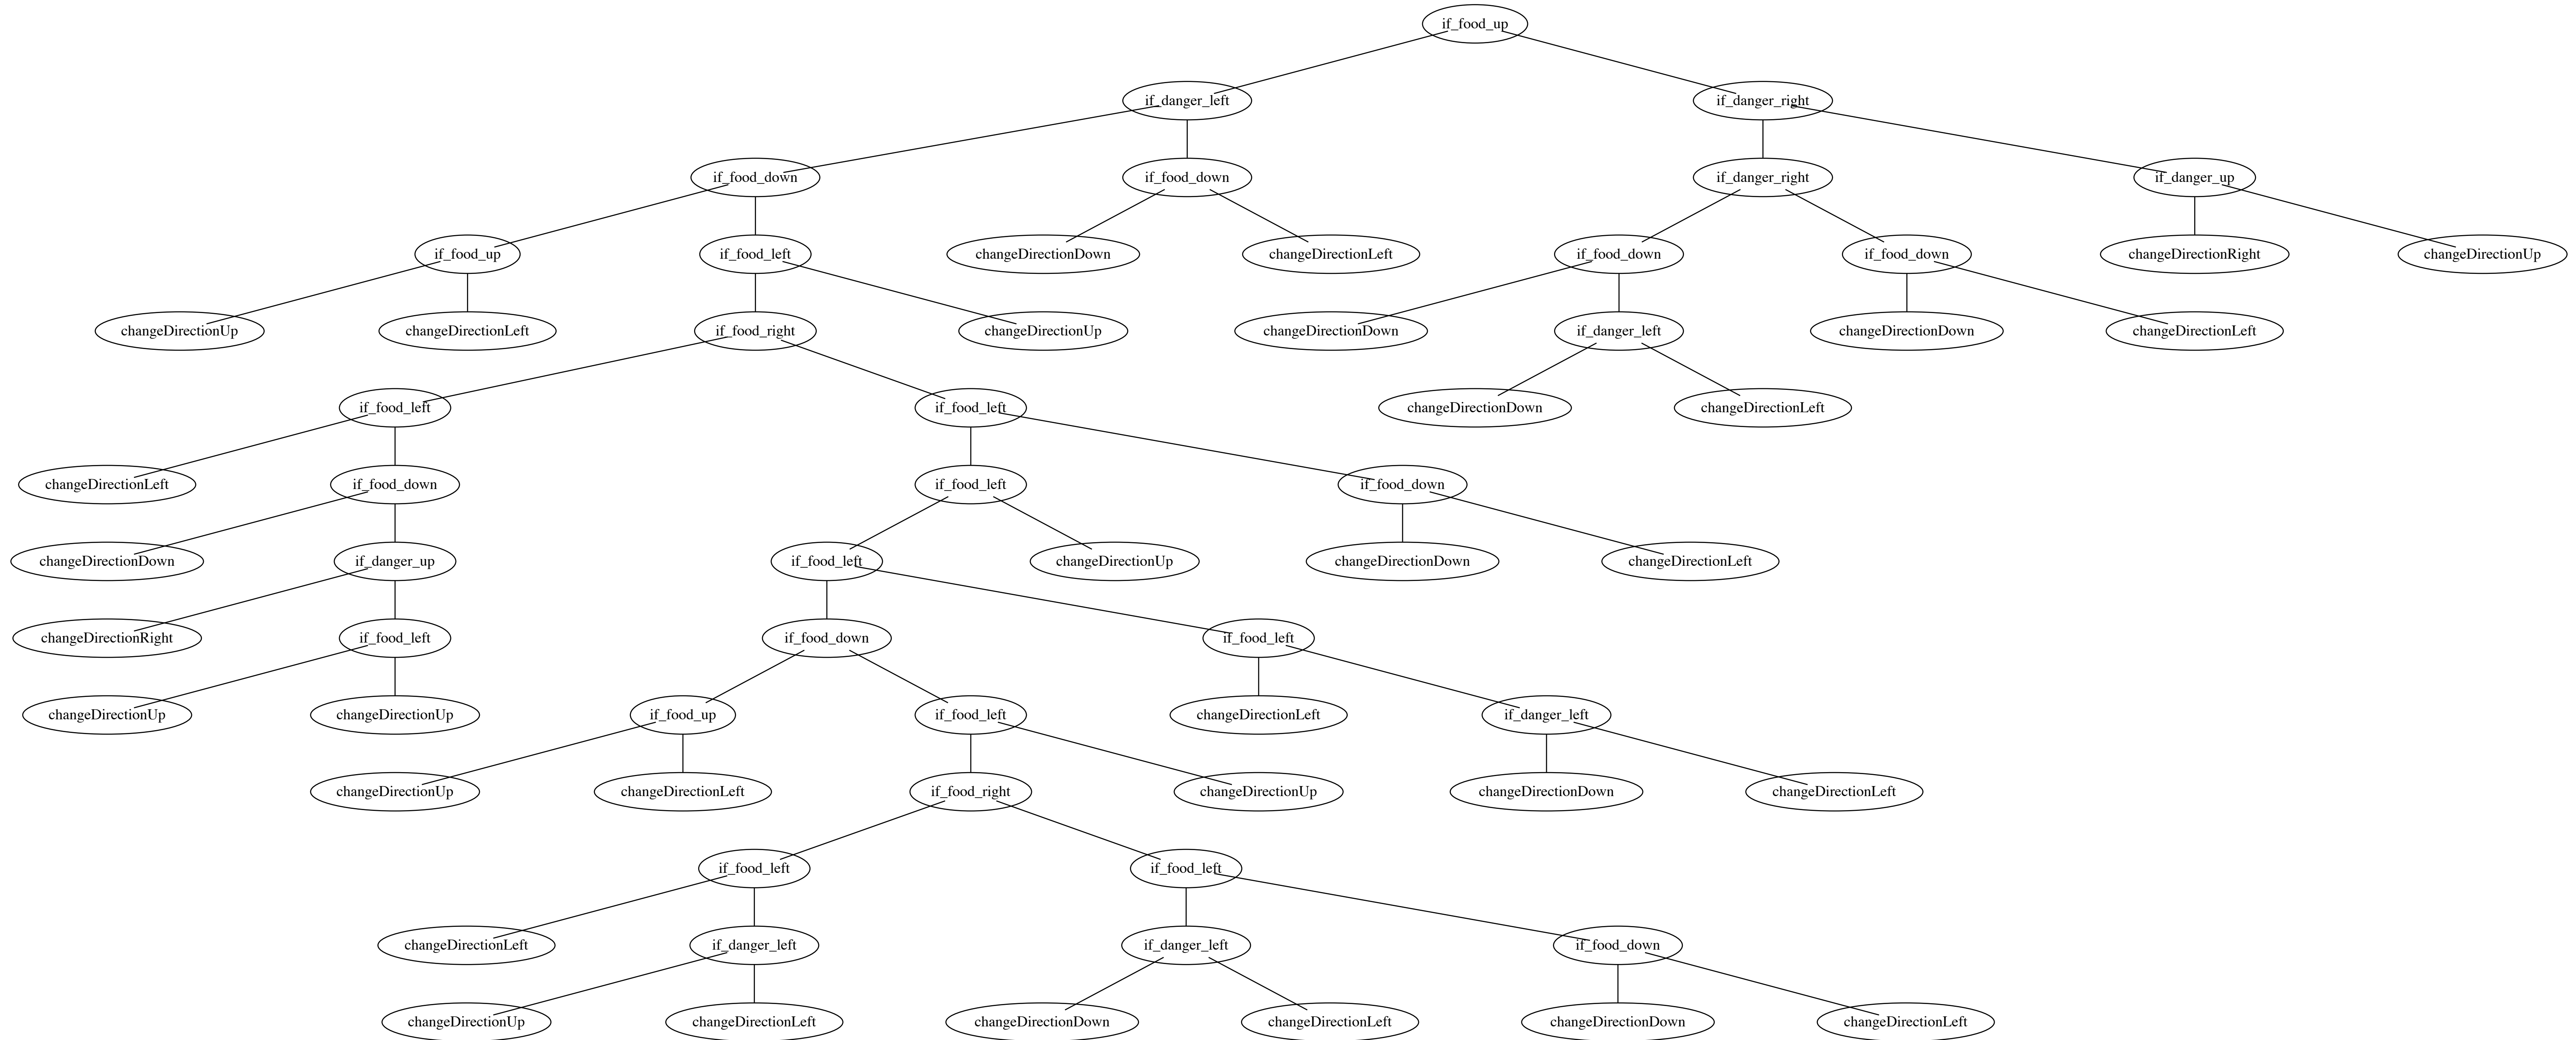 if_food_up
if_danger_left
if_danger_right
if_food_down
if_food_down
if_danger_right
if_danger_up
if_food_up
if_food_left
changeDirectionDown
changeDirectionLeft
if_food_down
if_food_down
changeDirectionRight
changeDirectionUp
changeDirectionUp
changeDirectionLeft
if_food_right
changeDirectionUp
changeDirectionDown
if_danger_left
changeDirectionDown
changeDirectionLeft
if_food_left
if_food_left
changeDirectionDown
changeDirectionLeft
changeDirectionLeft
if_food_down
if_food_left
if_food_down
changeDirectionDown
if_danger_up
if_food_left
changeDirectionUp
changeDirectionDown
changeDirectionLeft
changeDirectionRight
if_food_left
if_food_down
if_food_left
changeDirectionUp
changeDirectionUp
if_food_up
if_food_left
changeDirectionLeft
if_danger_left
changeDirectionUp
changeDirectionLeft
if_food_right
changeDirectionUp
changeDirectionDown
changeDirectionLeft
if_food_left
if_food_left
changeDirectionLeft
if_danger_left
if_danger_left
if_food_down
changeDirectionUp
changeDirectionLeft
changeDirectionDown
changeDirectionLeft
changeDirectionDown
changeDirectionLeft